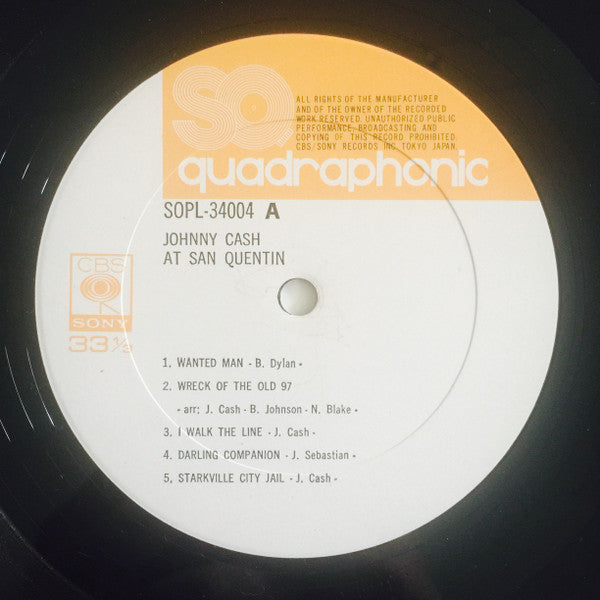 SQ
ALL RIGHTS OF THE MANUFACTURER
AND OF THE OWNER OF THE RECORDED
WORK RESERVED. UNAUTHORIZED PUBLIC
PERFORMANCE, BROADCASTING AND
COPYING OF THIS RECORD PROHIBITED.
CBS/SONY RECORDS INC. TOKYO JAPAN.
quadraphonic
SOPL-34004 A
JOHNNY CASH
AT SAN QUENTIN
CBS
SONY
33⅓
1. WANTED MAN - B. Dylan -
2. WRECK OF THE OLD 97
- arr: J. Cash - B. Johnson - N. Blake -
3. I WALK THE LINE - J. Cash -
4. DARLING COMPANION - J. Sebastian -
5, STARKVILLE CITY JAIL - J. Cash -